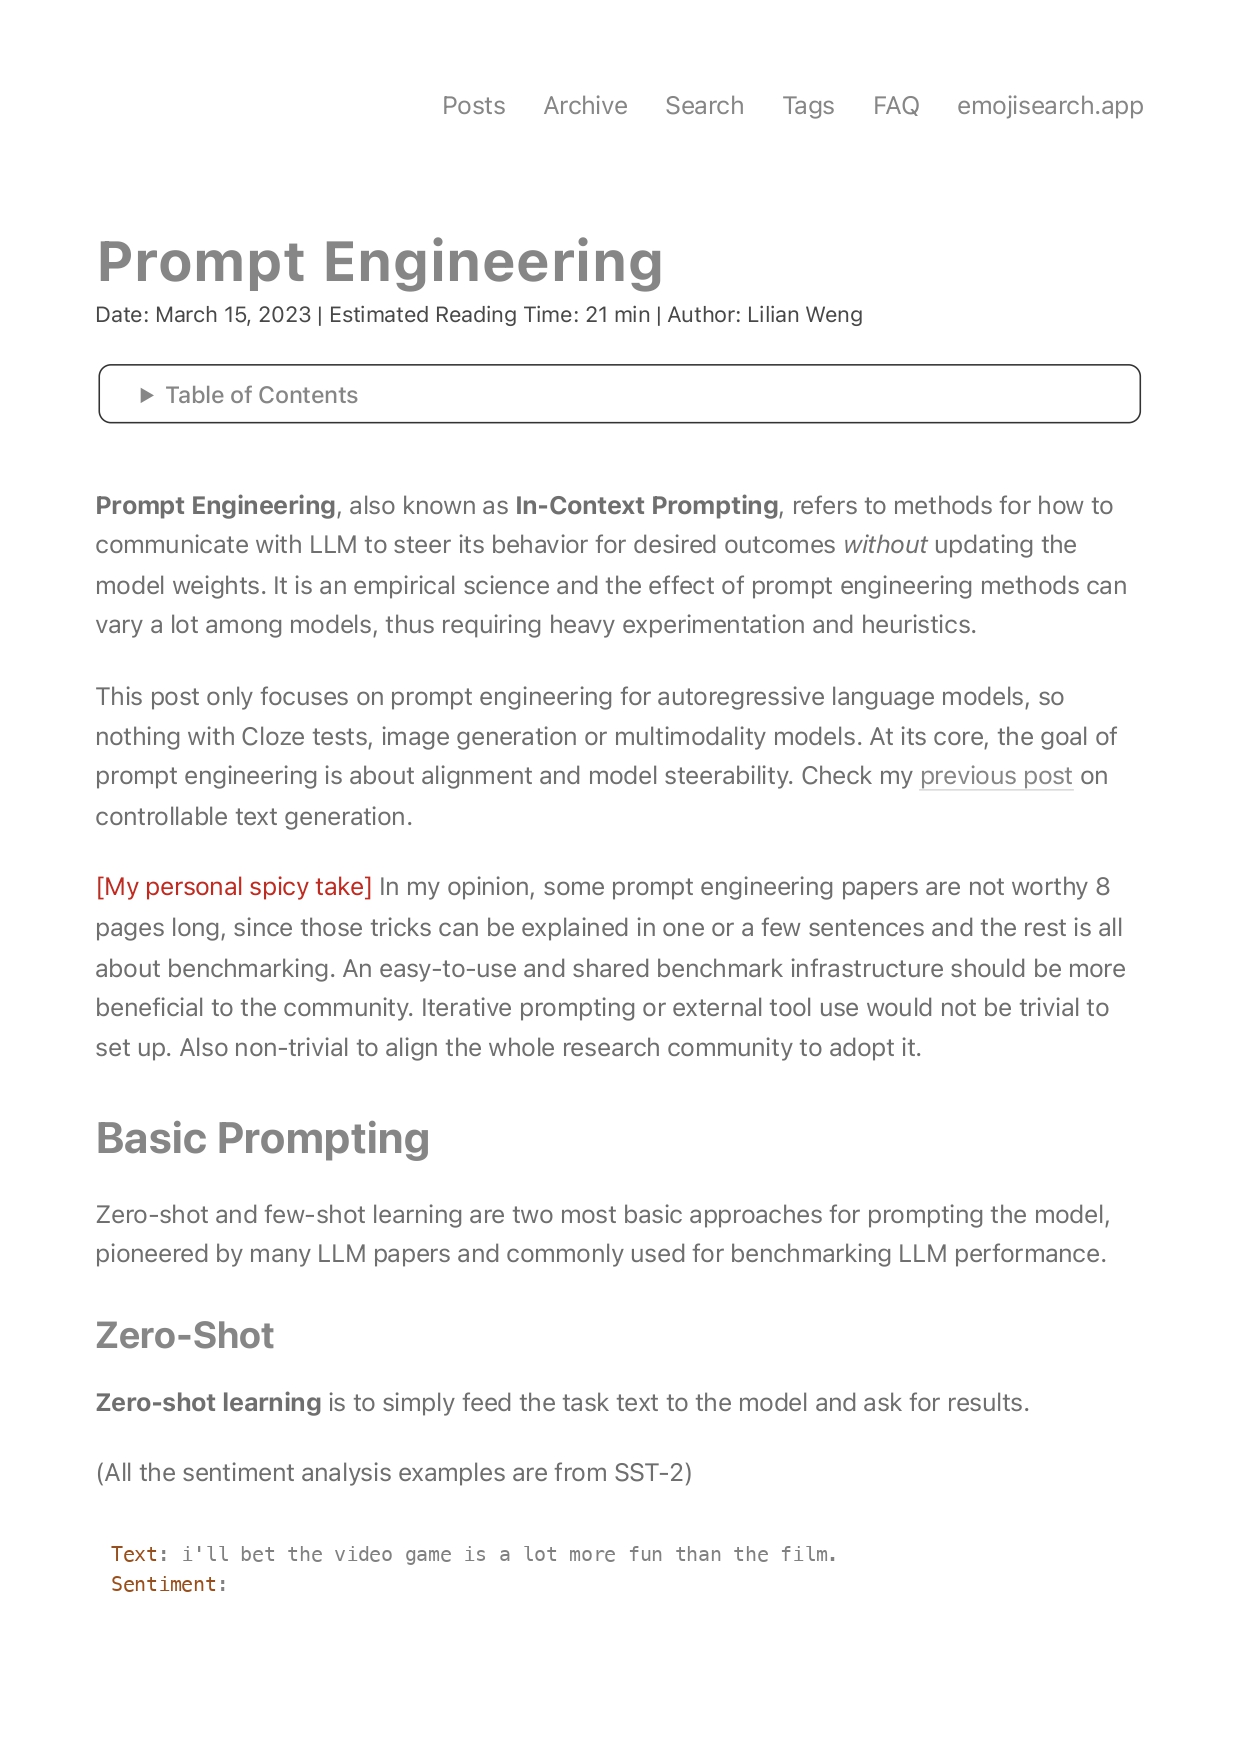 Posts Archive Search Tags FAQ emojisearch.app
Prompt Engineering
Date: March 15, 2023 | Estimated Reading Time: 21 min | Author: Lilian Weng
▶ Table of Contents
Prompt Engineering, also known as In-Context Prompting, refers to methods for how to
communicate with LLM to steer its behavior for desired outcomes without updating the
model weights. It is an empirical science and the effect of prompt engineering methods can
vary a lot among models, thus requiring heavy experimentation and heuristics.
This post only focuses on prompt engineering for autoregressive language models, so
nothing with Cloze tests, image generation or multimodality models. At its core, the goal of
prompt engineering is about alignment and model steerability. Check my previous post on
controllable text generation.
[My personal spicy take] In my opinion, some prompt engineering papers are not worthy 8
pages long, since those tricks can be explained in one or a few sentences and the rest is all
about benchmarking. An easy-to-use and shared benchmark infrastructure should be more
beneficial to the community. Iterative prompting or external tool use would not be trivial to
set up. Also non-trivial to align the whole research community to adopt it.
Basic Prompting
Zero-shot and few-shot learning are two most basic approaches for prompting the model,
pioneered by many LLM papers and commonly used for benchmarking LLM performance.
Zero-Shot
Zero-shot learning is to simply feed the task text to the model and ask for results.
(All the sentiment analysis examples are from SST-2)
Text: i'll bet the video game is a lot more fun than the film.
Sentiment: